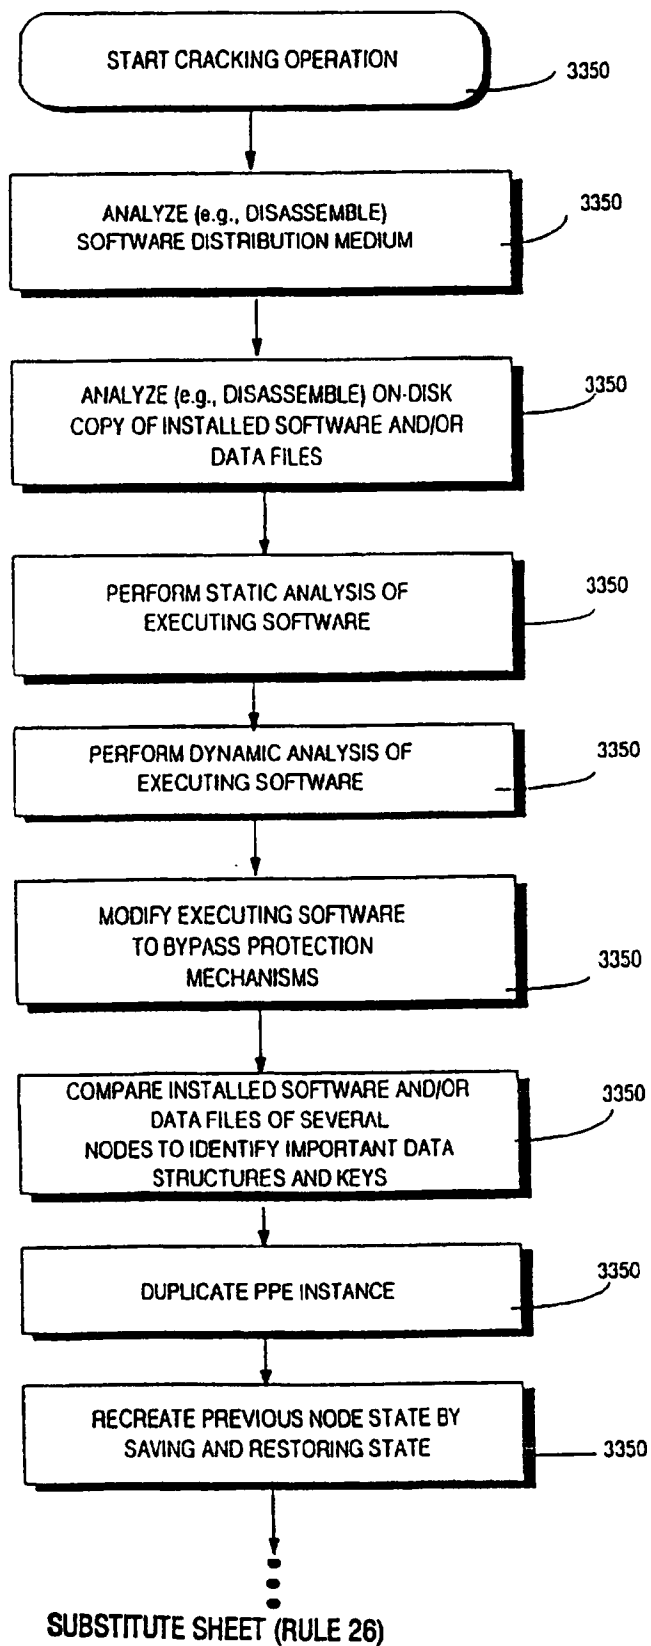 START CRACKING OPERATION
3350
ANALYZE (e.g., DISASSEMBLE)
SOFTWARE DISTRIBUTION MEDIUM
3350
ANALYZE (e.g., DISASSEMBLE) ON-DISK
COPY OF INSTALLED SOFTWARE AND/OR
DATA FILES
3350
PERFORM STATIC ANALYSIS OF
EXECUTING SOFTWARE
3350
PERFORM DYNAMIC ANALYSIS OF
EXECUTING SOFTWARE
3350
MODIFY EXECUTING SOFTWARE
TO BYPASS PROTECTION
MECHANISMS
3350
COMPARE INSTALLED SOFTWARE AND/OR
DATA FILES OF SEVERAL
NODES TO IDENTIFY IMPORTANT DATA
STRUCTURES AND KEYS
3350
DUPLICATE PPE INSTANCE
3350
RECREATE PREVIOUS NODE STATE BY
SAVING AND RESTORING STATE
3350
SUBSTITUTE SHEET (RULE 26)